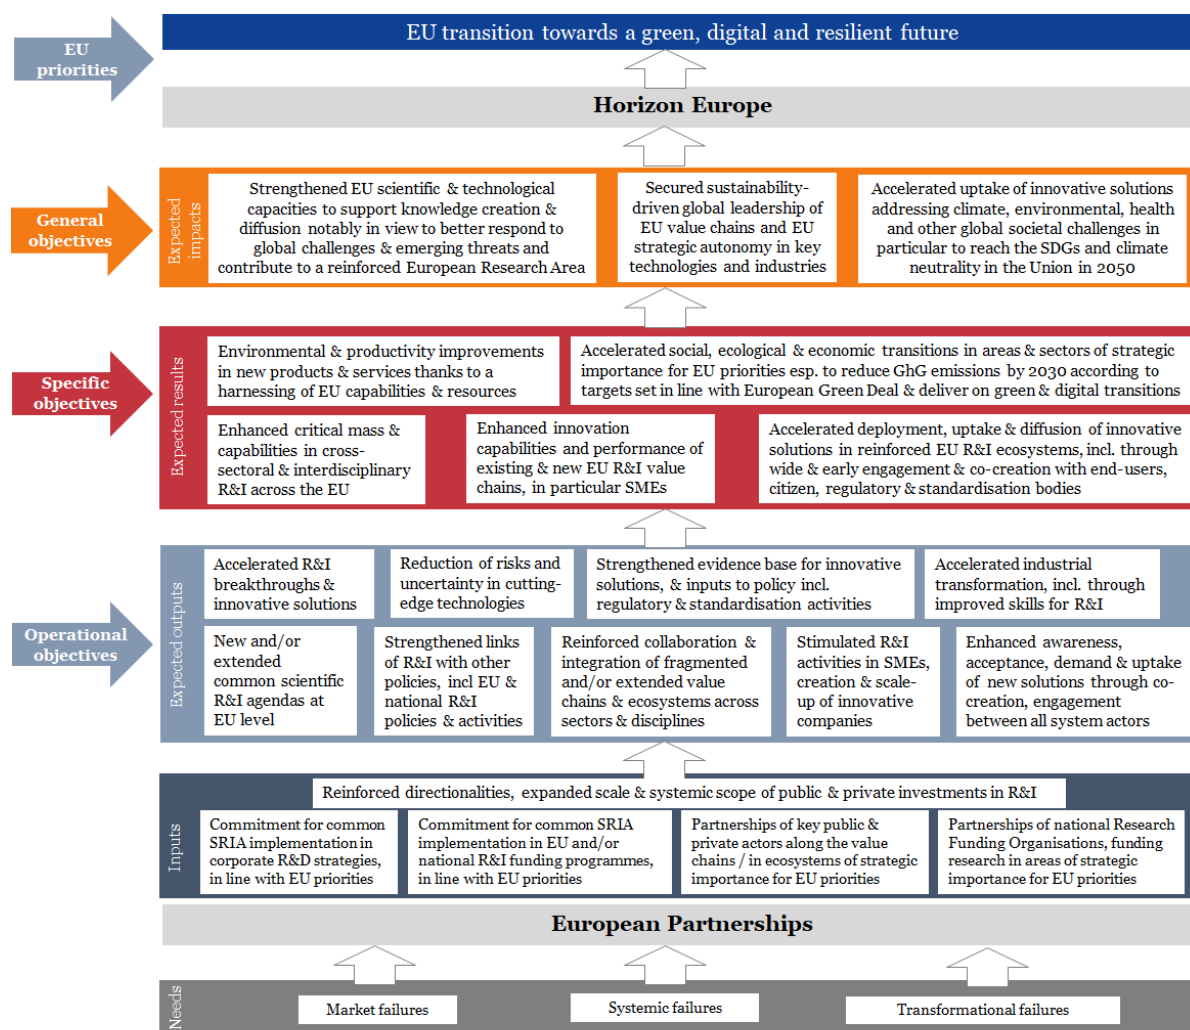 EU transition towards a green, digital and resilient future
EU
priorities
Horizon Europe
General
objectives
Expected
impacts
Strengthened EU scientific & technological
capacities to support knowledge creation &
diffusion notably in view to better respond to
global challenges & emerging threats and
contribute to a reinforced European Research Area
Secured sustainability-
driven global leadership of
EU value chains and EU
strategic autonomy in key
technologies and industries
Accelerated uptake of innovative solutions
addressing climate, environmental, health
and other global societal challenges in
particular to reach the SDGs and climate
neutrality in the Union in 2050
Specific
objectives
Expected results
Environmental & productivity improvements
in new products & services thanks to a
harnessing of EU capabilities & resources
Accelerated social, ecological & economic transitions in areas & sectors of strategic
importance for EU priorities esp. to reduce GhG emissions by 2030 according to
targets set in line with European Green Deal & deliver on green & digital transitions
Enhanced critical mass &
capabilities in cross-
sectoral & interdisciplinary
R&I across the EU
Enhanced innovation
capabilities and performance of
existing & new EU R&I value
chains, in particular SMEs
Accelerated deployment, uptake & diffusion of innovative
solutions in reinforced EU R&I ecosystems, incl. through
wide & early engagement & co-creation with end-users,
citizen, regulatory & standardisation bodies
Operational
objectives
Expected outputs
Accelerated R&I
breakthroughs &
innovative solutions
Reduction of risks and
uncertainty in cutting-
edge technologies
Strengthened evidence base for innovative
solutions, & inputs to policy incl.
regulatory & standardisation activities
Accelerated industrial
transformation, incl. through
improved skills for R&I
New and/or
extended
common scientific
R&I agendas at
EU level
Strengthened links
of R&I with other
policies, incl EU &
national R&I
policies & activities
Reinforced collaboration &
integration of fragmented
and/or extended value
chains & ecosystems across
sectors & disciplines
Stimulated R&I
activities in SMEs,
creation & scale-
up of innovative
companies
Enhanced awareness,
acceptance, demand & uptake
of new solutions through co-
creation, engagement
between all system actors
Inputs
Reinforced directionalities, expanded scale & systemic scope of public & private investments in R&I
Commitment for common
SRIA implementation in
corporate R&D strategies,
in line with EU priorities
Commitment for common SRIA
implementation in EU and/or
national R&I funding programmes,
in line with EU priorities
Partnerships of key public &
private actors along the value
chains / in ecosystems of strategic
importance for EU priorities
Partnerships of national Research
Funding Organisations, funding
research in areas of strategic
importance for EU priorities
European Partnerships
Needs
Market failures
Systemic failures
Transformational failures